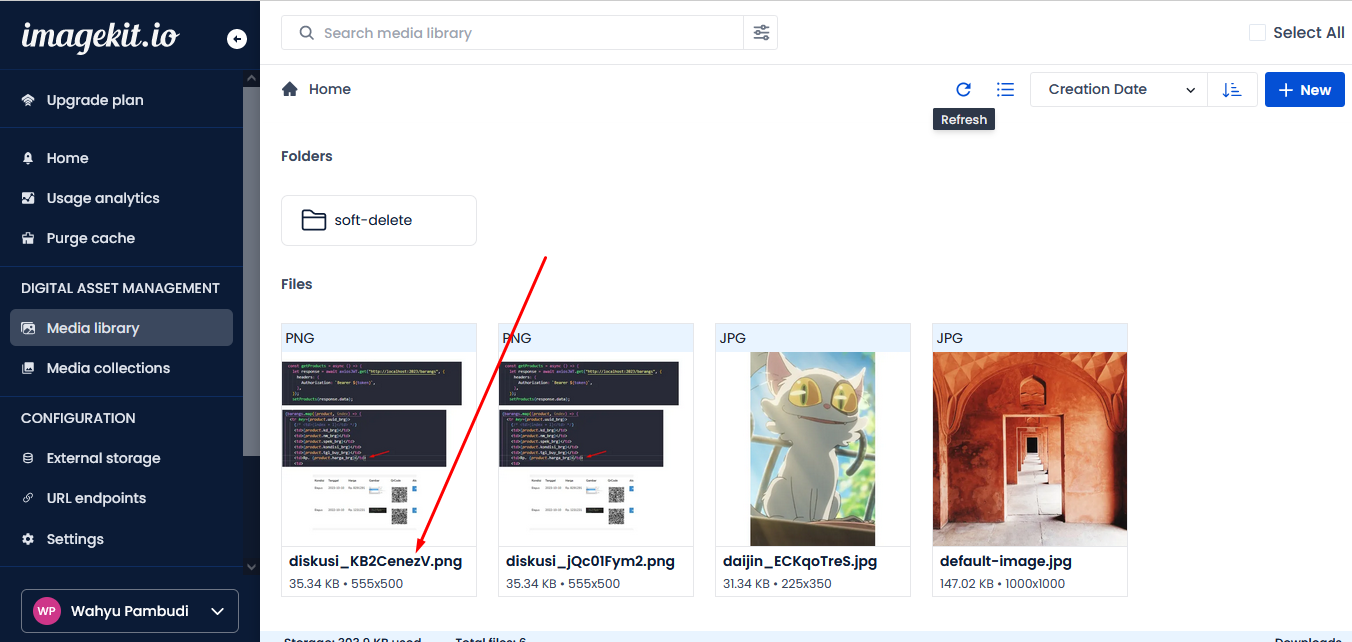 imagekit.io
Search media library
Select All
Upgrade plan
Home
Usage analytics
Purge cache
DIGITAL ASSET MANAGEMENT
Media library
Media collections
CONFIGURATION
External storage
URL endpoints
Settings
WP Wahyu Pambudi
Home
Creation Date
New
Refresh
Folders
soft-delete
Files
PNG
diskusi_KB2CenezV.png
35.34 KB • 555x500
PNG
diskusi_jQc01Fym2.png
35.34 KB • 555x500
JPG
daijin_ECKqoTreS.jpg
31.34 KB • 225x350
JPG
default-image.jpg
147.02 KB • 1000x1000